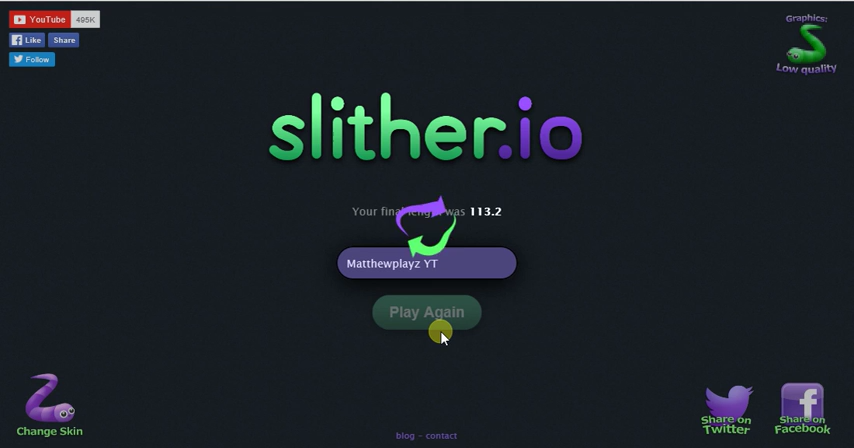 YouTube 495K
Like Share
Follow
Graphics:
Low quality
slither.io
Your final length was 113.2
Matthewplayz YT
Play Again
Change Skin
Share on
Twitter
Share on
Facebook
blog - contact